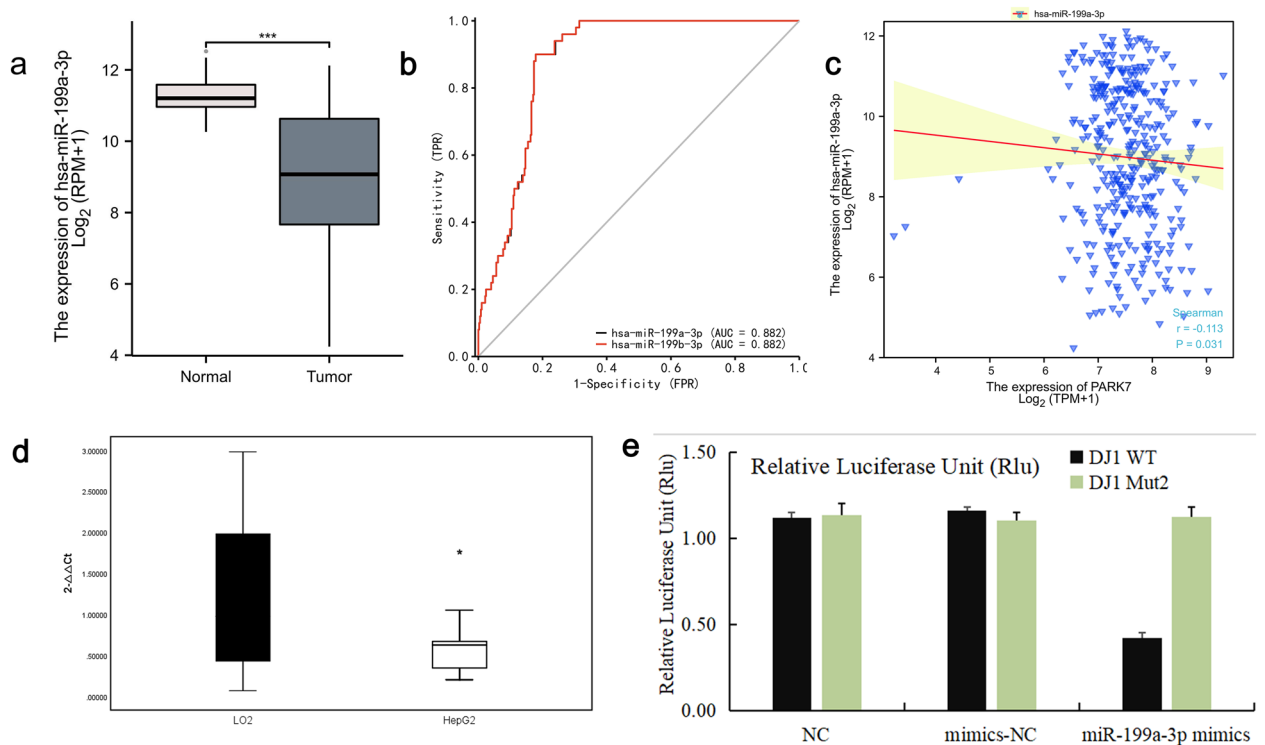 a
The expression of hsa-miR-199a-3p
Log2 (RPM+1)
12
10
8
6
4
***
Normal
Tumor
b
Sensitivity (TPR)
1.0
0.8
0.6
0.4
0.2
0.0
hsa-miR-199a-3p (AUC = 0.882)
hsa-miR-199b-3p (AUC = 0.882)
0.0
0.2
0.4
0.6
0.8
1.0
1-Specificity (FPR)
c
hsa-miR-199a-3p
The expression of hsa-miR-199a-3p
Log2 (RPM+1)
12
10
8
6
4
Spearman
r = -0.113
P = 0.031
4
5
6
7
8
9
The expression of PARK7
Log2 (TPM+1)
d
2-△△Ct
3.00000
2.50000
2.00000
1.50000
1.00000
.50000
.00000
*
LO2
HepG2
e
Relative Luciferase Unit (Rlu)
Relative Luciferase Unit (Rlu)
DJ1 WT
DJ1 Mut2
1.50
1.00
0.50
0.00
NC
mimics-NC
miR-199a-3p mimics